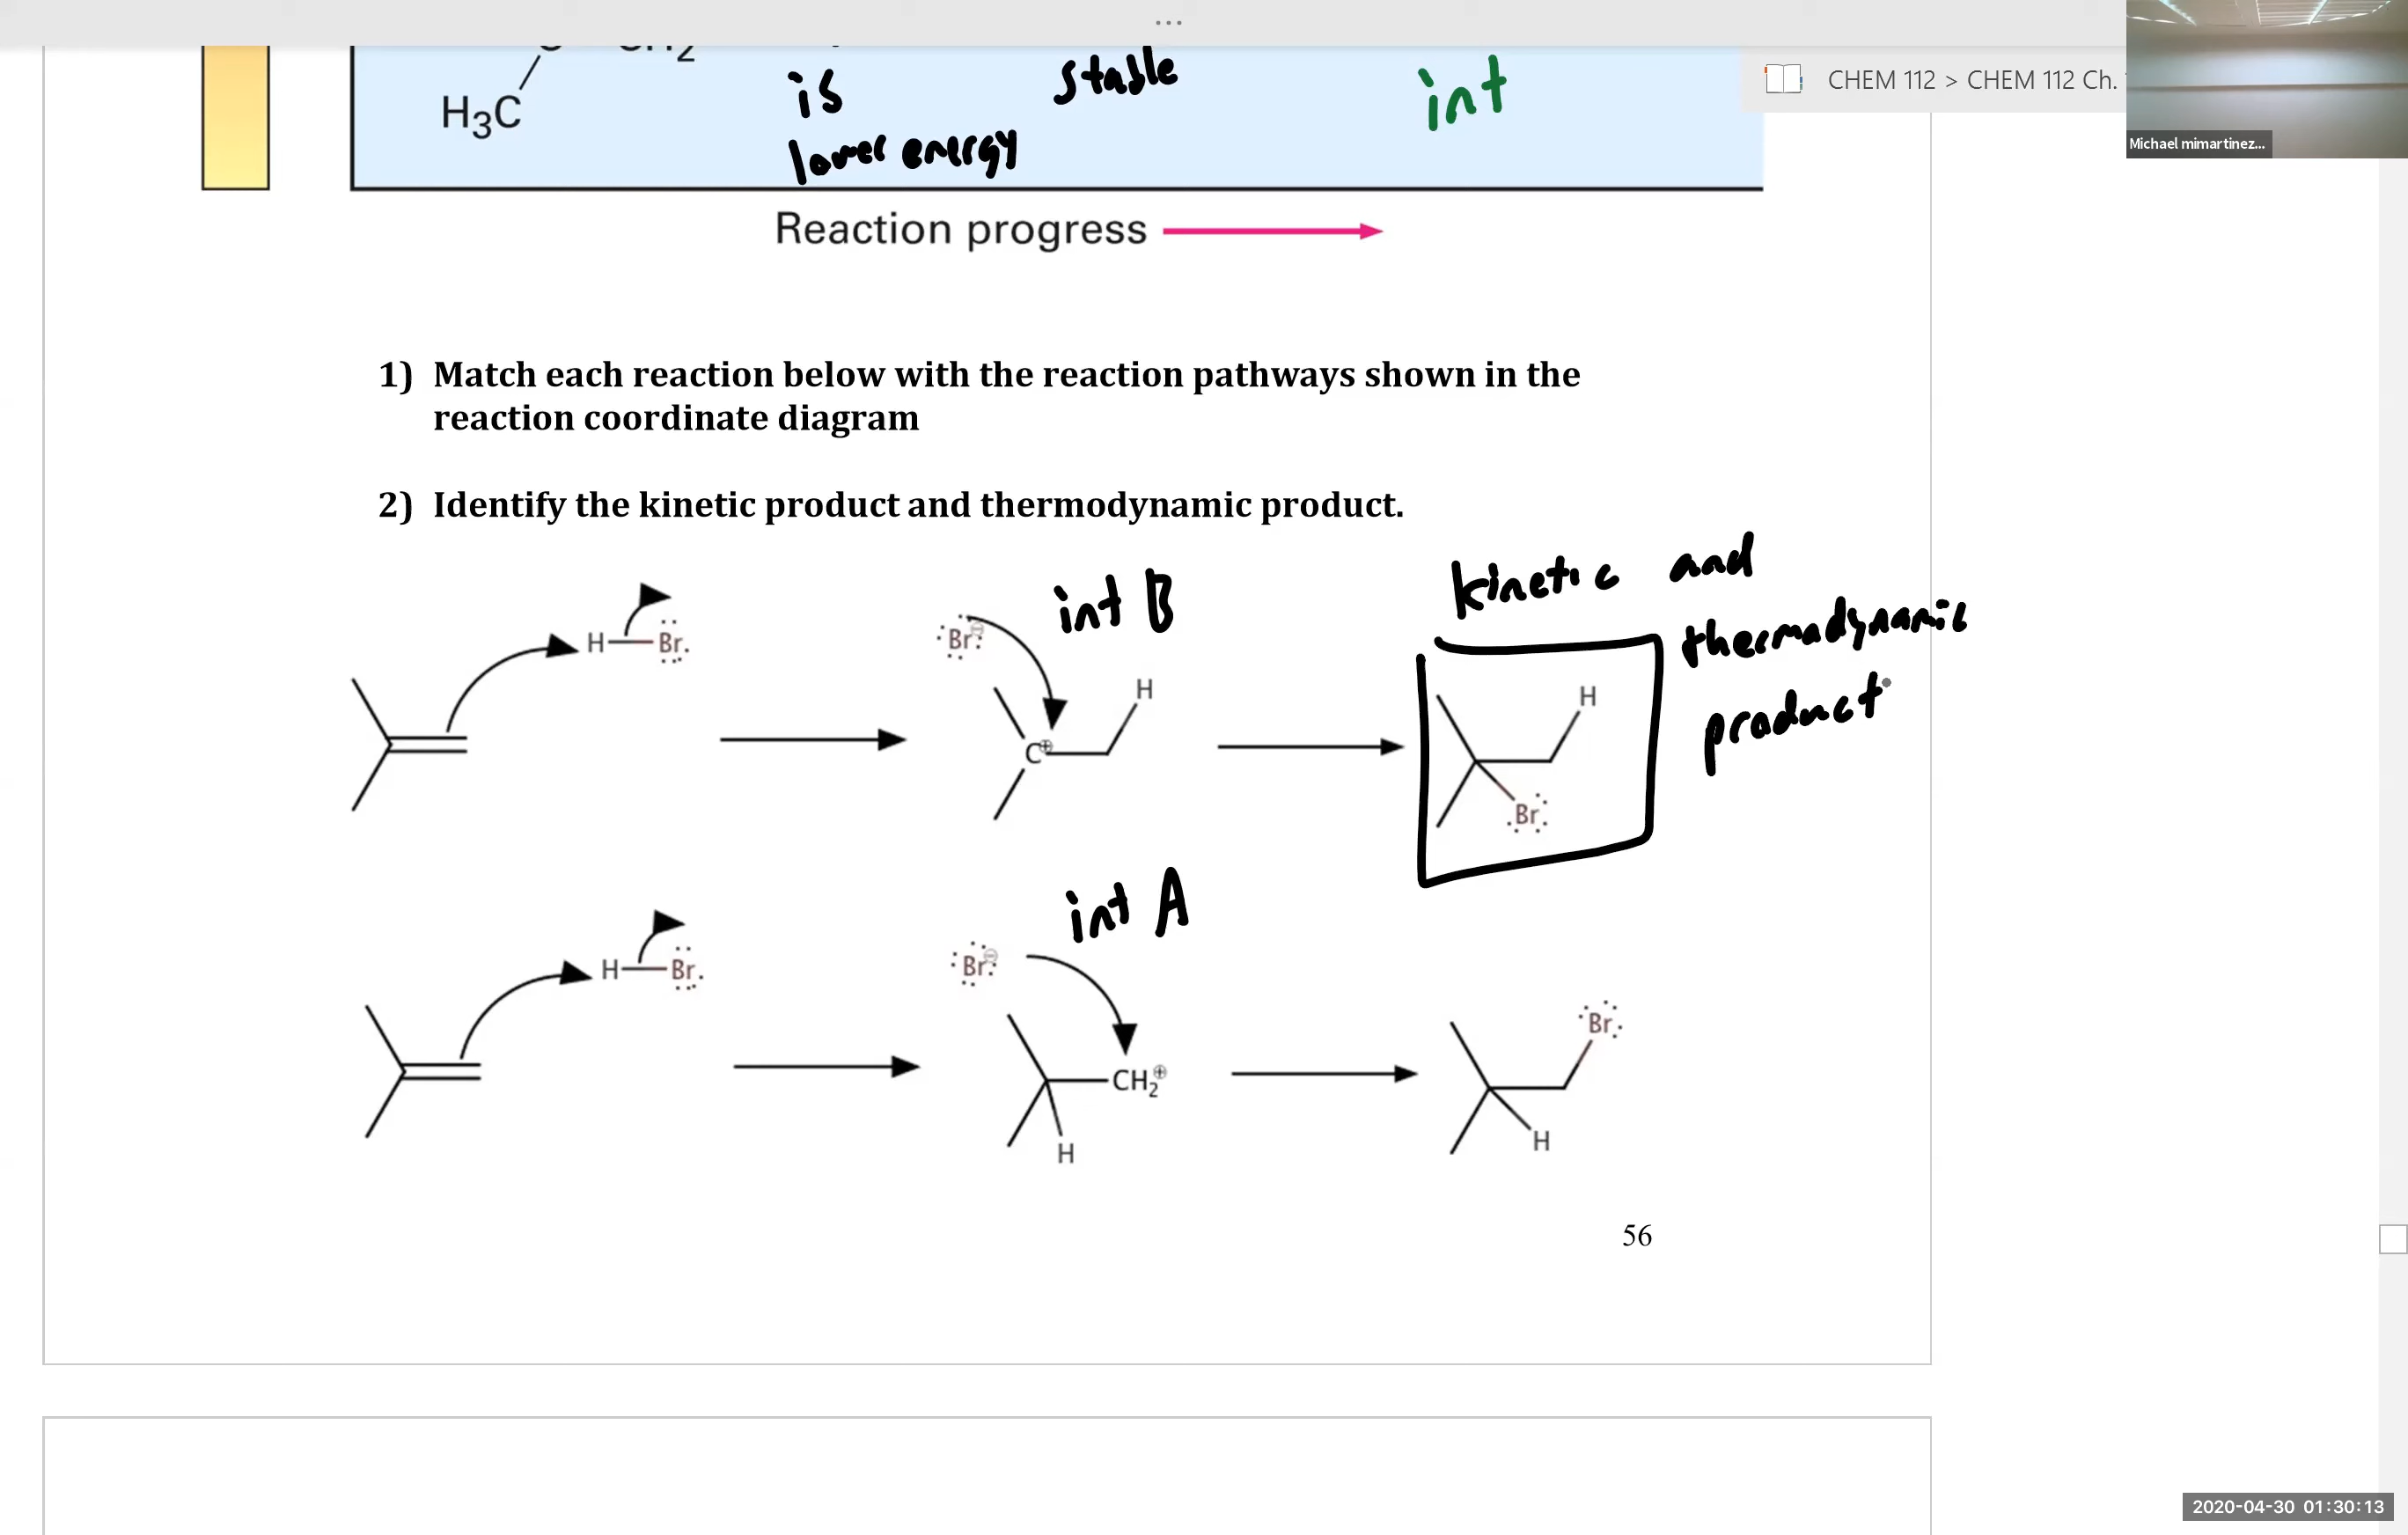 ...
H3C
is
lower energy
stable
int
CHEM 112 > CHEM 112 Ch.
Michael mimartinez...
Reaction progress
1) Match each reaction below with the reaction pathways shown in the
reaction coordinate diagram
2) Identify the kinetic product and thermodynamic product.
H Br
Br⊖
int B
H
C⊕
kinetic and
thermadynamic
product
H
Br
H Br
Br⊖
int A
CH2⊕
H
Br
H
56
2020-04-30 01:30:13